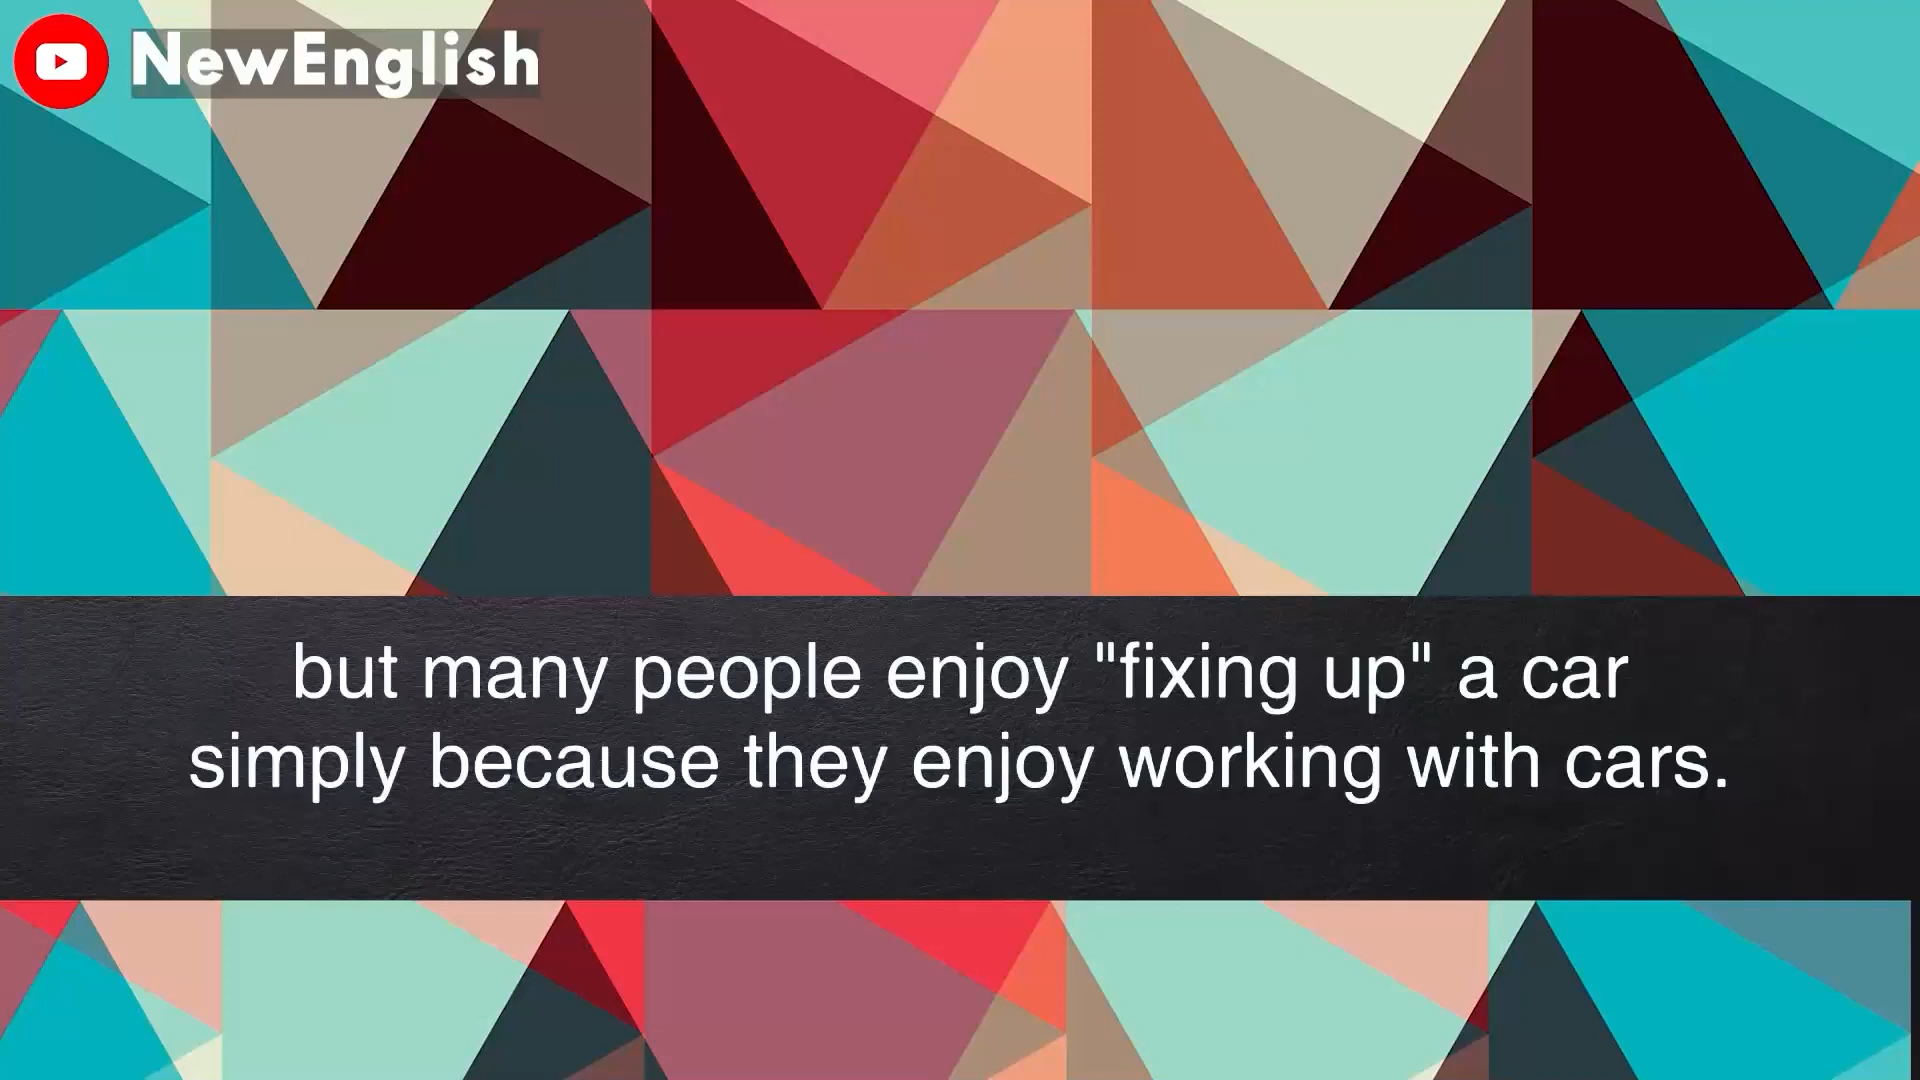 NewEnglish
but many people enjoy "fixing up" a car
simply because they enjoy working with cars.